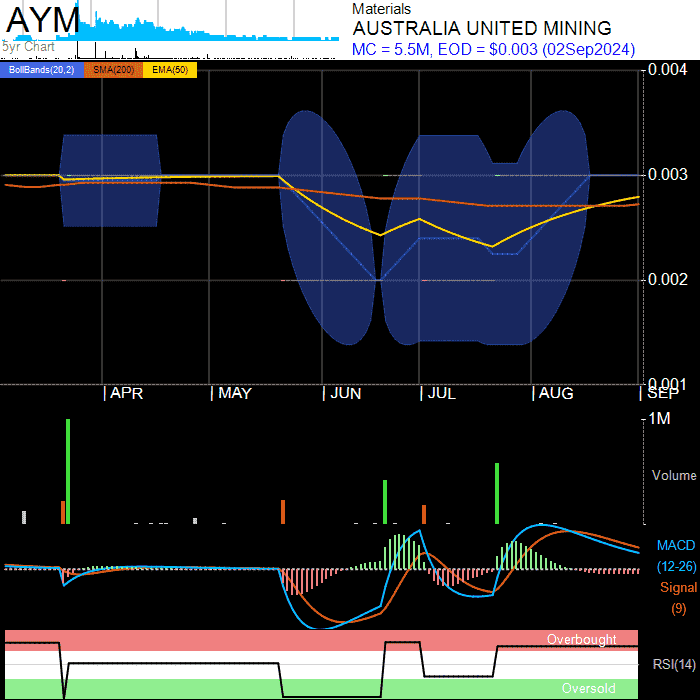 AYM
5yr Chart
Materials
AUSTRALIA UNITED MINING
MC = 5.5M, EOD = $0.003 (02Sep2024)
BollBands(20,2) SMA(200) EMA(50)
0.004
0.003
0.002
0.001
APR MAY JUN JUL AUG SEP
1M
Volume
MACD
(12-26)
Signal
(9)
Overbought
RSI(14)
Oversold